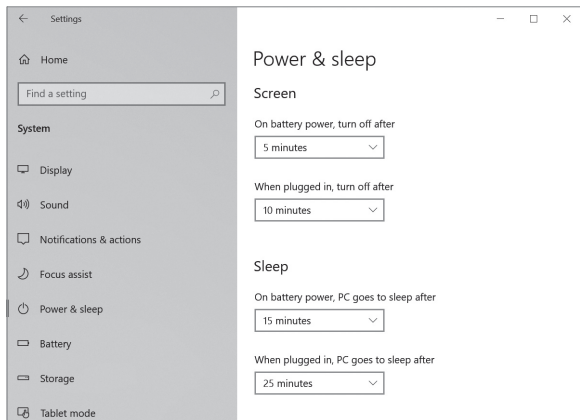 Settings
Home
Find a setting
System
Display
Sound
Notifications & actions
Focus assist
Power & sleep
Battery
Storage
Tablet mode
Power & sleep
Screen
On battery power, turn off after
5 minutes
When plugged in, turn off after
10 minutes
Sleep
On battery power, PC goes to sleep after
15 minutes
When plugged in, PC goes to sleep after
25 minutes